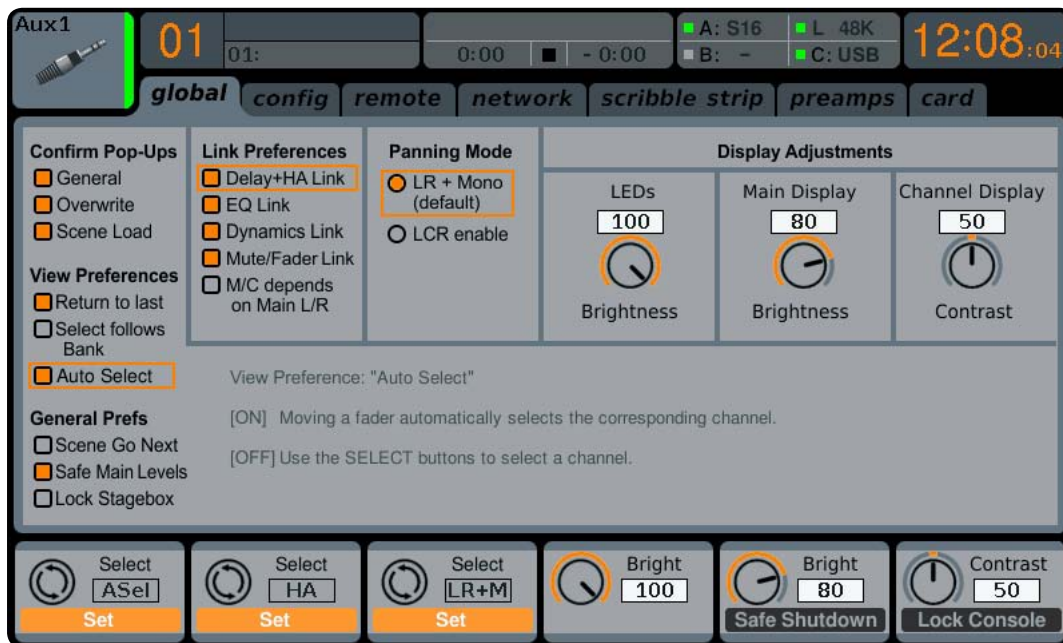 Aux1
01
01:
0:00
- 0:00
A: S16
B: -
L 48K
C: USB
12:08:04
global
config
remote
network
scribble strip
preamps
card
Confirm Pop-Ups
General
Overwrite
Scene Load
View Preferences
Return to last
Select follows
Bank
Auto Select
General Prefs
Scene Go Next
Safe Main Levels
Lock Stagebox
Link Preferences
Delay+HA Link
EQ Link
Dynamics Link
Mute/Fader Link
M/C depends
on Main L/R
Panning Mode
LR + Mono
(default)
LCR enable
Display Adjustments
LEDs
100
Brightness
Main Display
80
Brightness
Channel Display
50
Contrast
View Preference: "Auto Select"
[ON] Moving a fader automatically selects the corresponding channel.
[OFF] Use the SELECT buttons to select a channel.
Select
ASel
Set
Select
HA
Set
Select
LR+M
Set
Bright
100
Bright
80
Safe Shutdown
Contrast
50
Lock Console